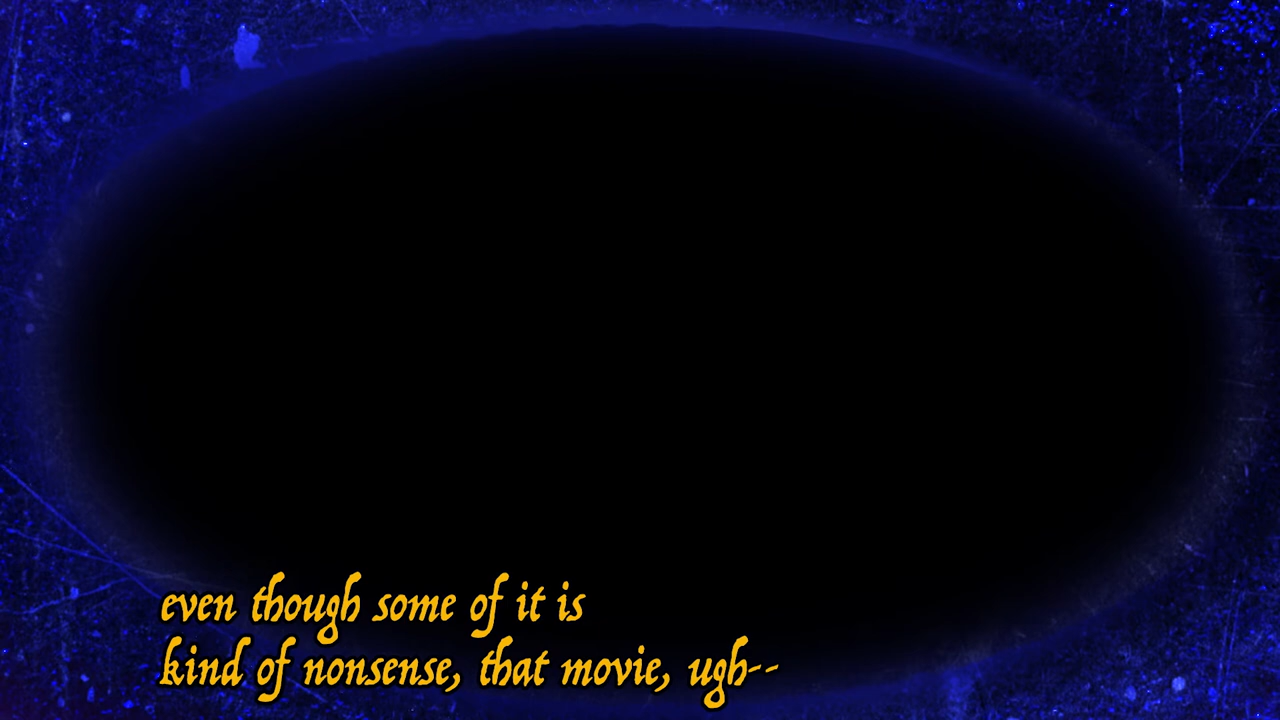 even though some of it is
kind of nonsense, that movie, ugh--